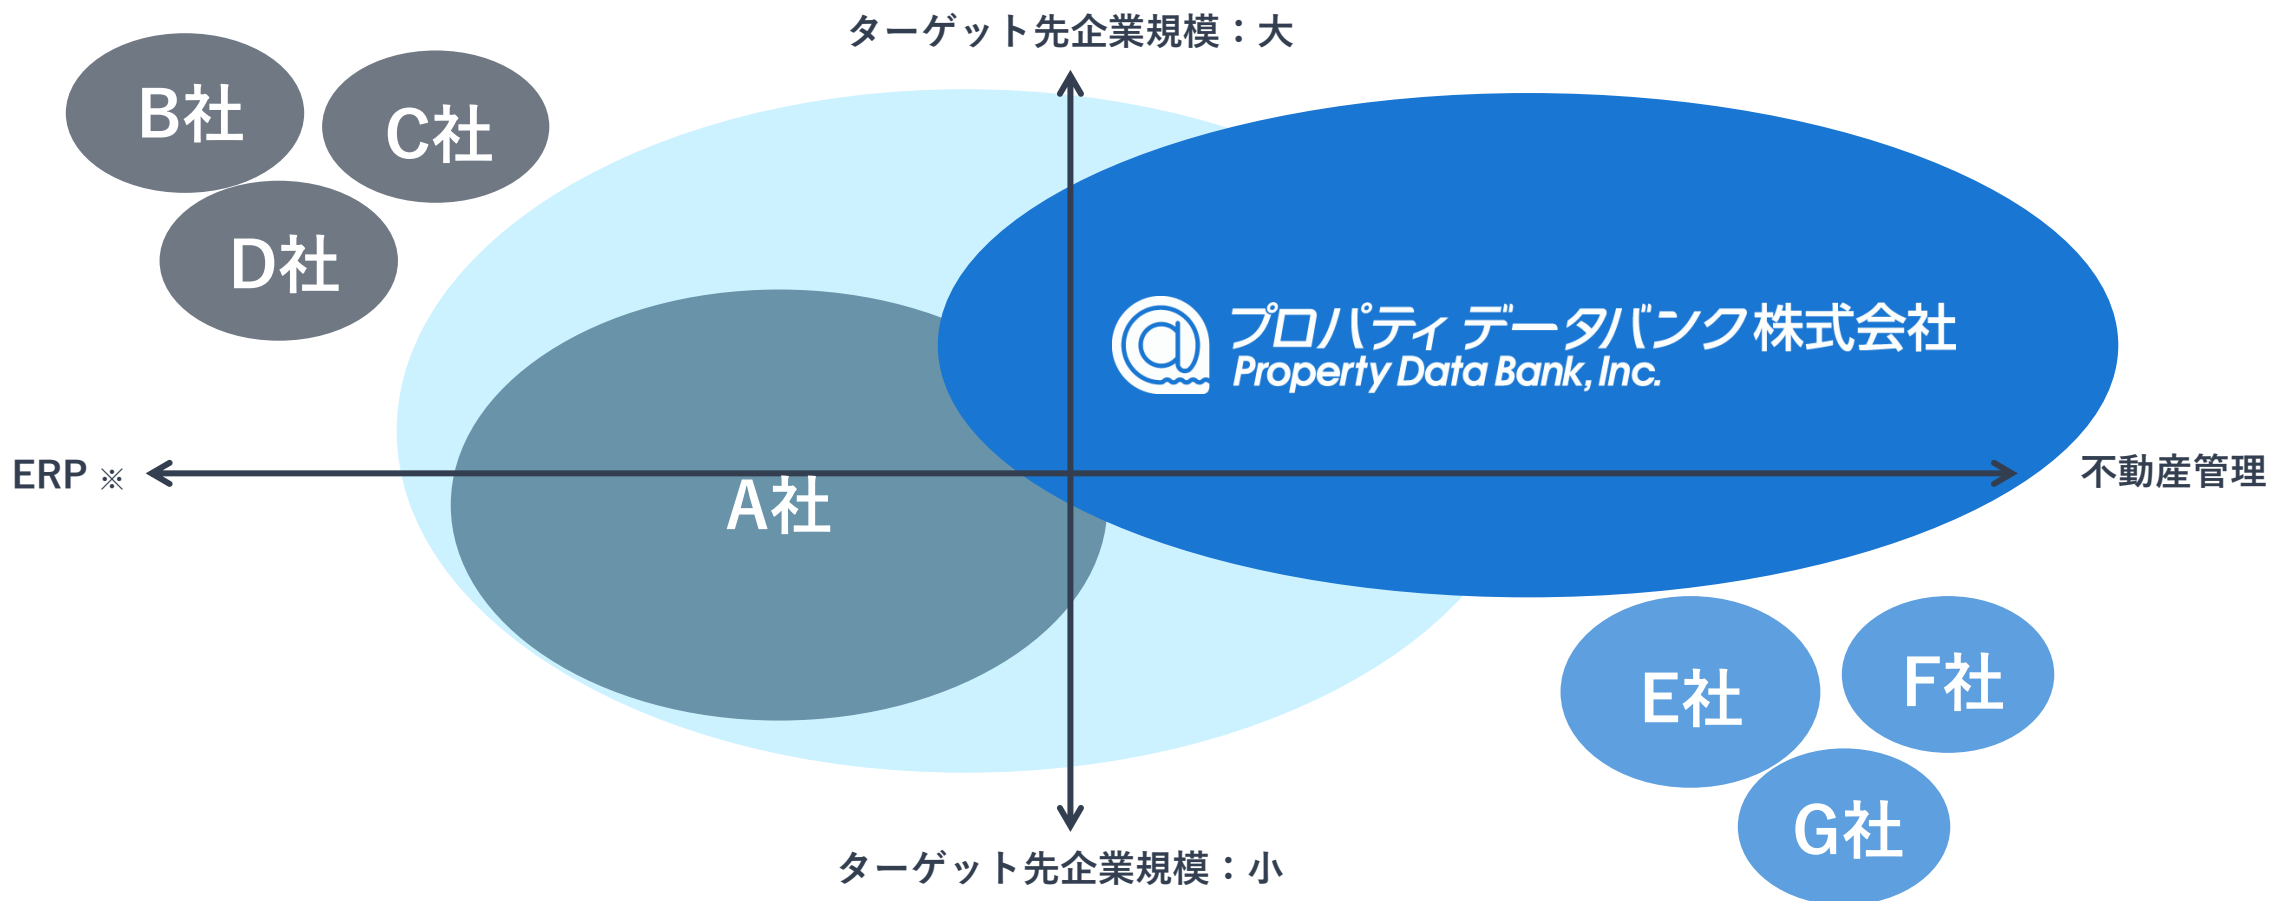 ターゲット先企業規模：大
B社
C社
D社
プロパティデータバンク株式会社
Property Data Bank, Inc.
ERP ※
不動産管理
A社
E社
F社
G社
ターゲット先企業規模：小